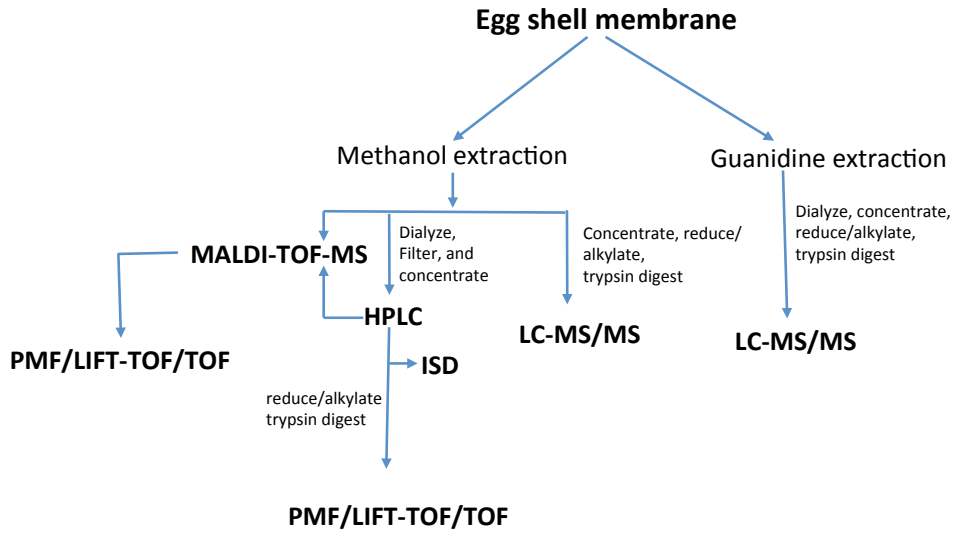 Egg shell membrane
Methanol extraction
Guanidine extraction
Dialyze,
Filter, and
concentrate
Concentrate, reduce/
alkylate,
trypsin digest
Dialyze, concentrate,
reduce/alkylate,
trypsin digest
MALDI-TOF-MS
HPLC
LC-MS/MS
LC-MS/MS
PMF/LIFT-TOF/TOF
ISD
reduce/alkylate
trypsin digest
PMF/LIFT-TOF/TOF